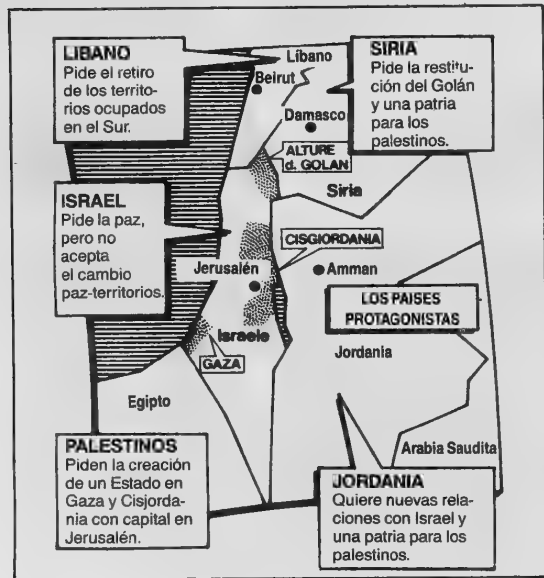 LIBANO
Pide el retiro
de los territo-
rios ocupados
en el Sur.
Líbano
Beirut
SIRIA
Pide la restitu-
ción del Golán
y una patria
para los
palestinos.
Damasco
ALTURE
d. GOLAN
Siria
ISRAEL
Pide la paz,
pero no
acepta
el cambio
paz-territorios.
CISGIORDANIA
Jerusalén
Amman
LOS PAISES
PROTAGONISTAS
Israele
Jordania
GAZA
Egipto
Arabia Saudita
PALESTINOS
Piden la creación
de un Estado en
Gaza y Cisjorda-
nia con capital en
Jerusalén.
JORDANIA
Quiere nuevas rela-
ciones con Israel y
una patria para los
palestinos.